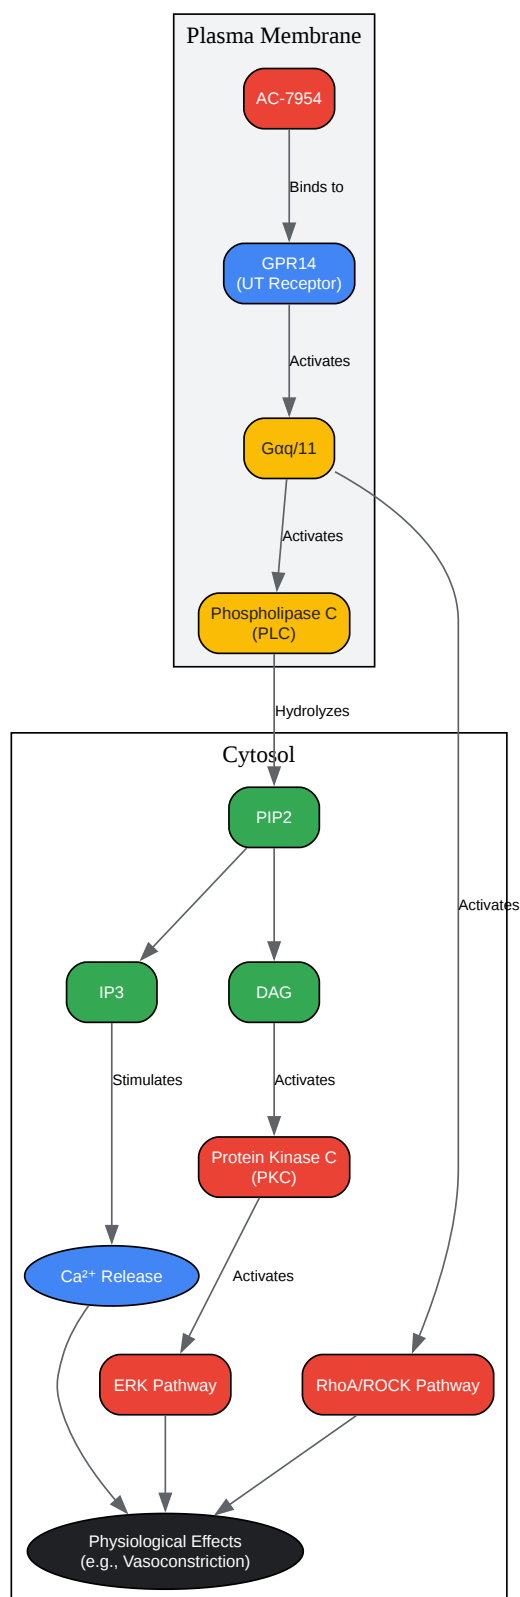 Plasma Membrane
AC-7954
Binds to
GPR14
(UT Receptor)
Activates
Gαq/11
Activates
Phospholipase C
(PLC)
Hydrolyzes
Cytosol
PIP2
Activates
IP3
DAG
Stimulates
Activates
Protein Kinase C
(PKC)
Ca²⁺ Release
Activates
ERK Pathway
RhoA/ROCK Pathway
Physiological Effects
(e.g., Vasoconstriction)